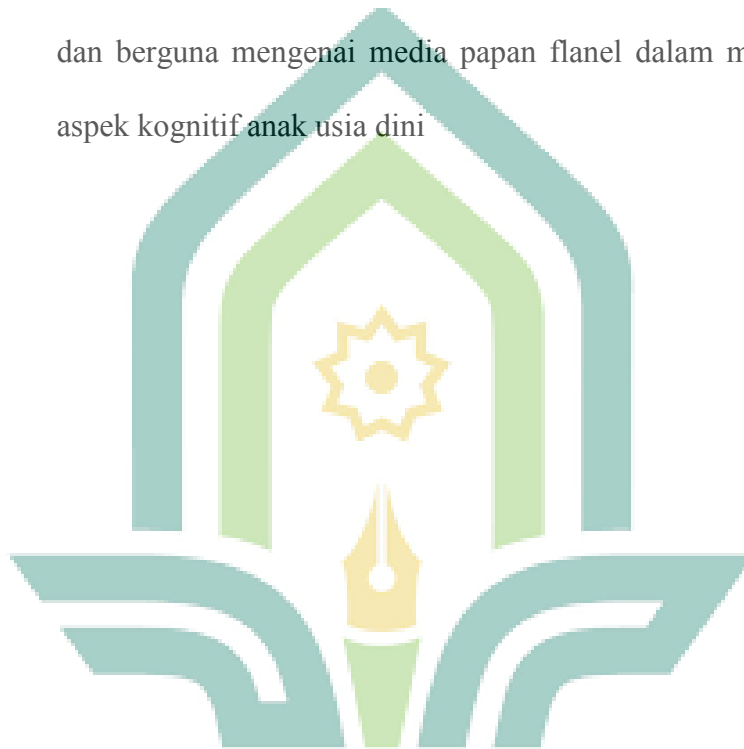 dan berguna mengenai media papan flanel dalam
aspek kognitif anak usia dini